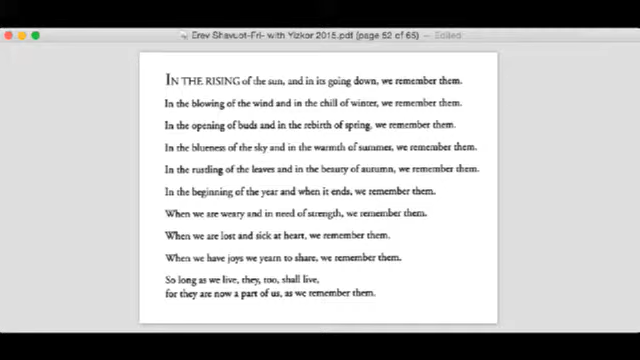 Erev Shavuot-Fri- with Yizkor 2015.pdf (page 52 of 65) — Edited
IN THE RISING of the sun, and in its going down, we remember them.
In the blowing of the wind and in the chill of winter, we remember them.
In the opening of buds and in the rebirth of spring, we remember them.
In the blueness of the sky and in the warmth of summer, we remember them.
In the rustling of the leaves and in the beauty of autumn, we remember them.
In the beginning of the year and when it ends, we remember them.
When we are weary and in need of strength, we remember them.
When we are lost and sick at heart, we remember them.
When we have joys we yearn to share, we remember them.
So long as we live, they, too, shall live,
for they are now a part of us, as we remember them.